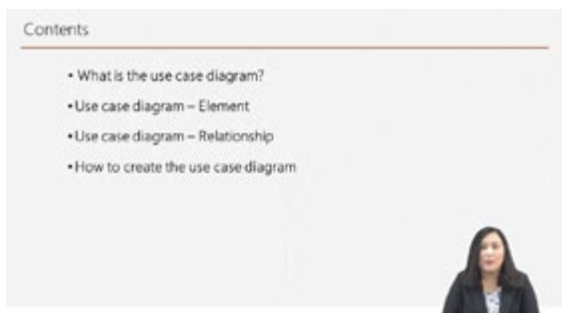 Contents
• What is the use case diagram?
• Use case diagram – Element
• Use case diagram – Relationship
• How to create the use case diagram